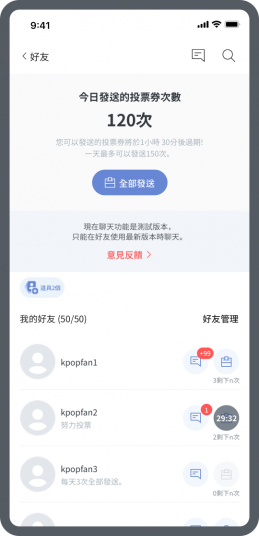 9:41
好友
今日發送的投票券次數
120次
您可以發送的投票券將於1小時 30分後過期!
一天最多可以發送150次。
全部發送
現在聊天功能是測試版本，
只能在好友使用最新版本時聊天。
意見反饋
道具2個
我的好友 (50/50)
好友管理
+99
kpopfan1
3剩下n次
kpopfan2
努力投票
1
29:32
2剩下n次
kpopfan3
每天3次全部發送。
0剩下n次